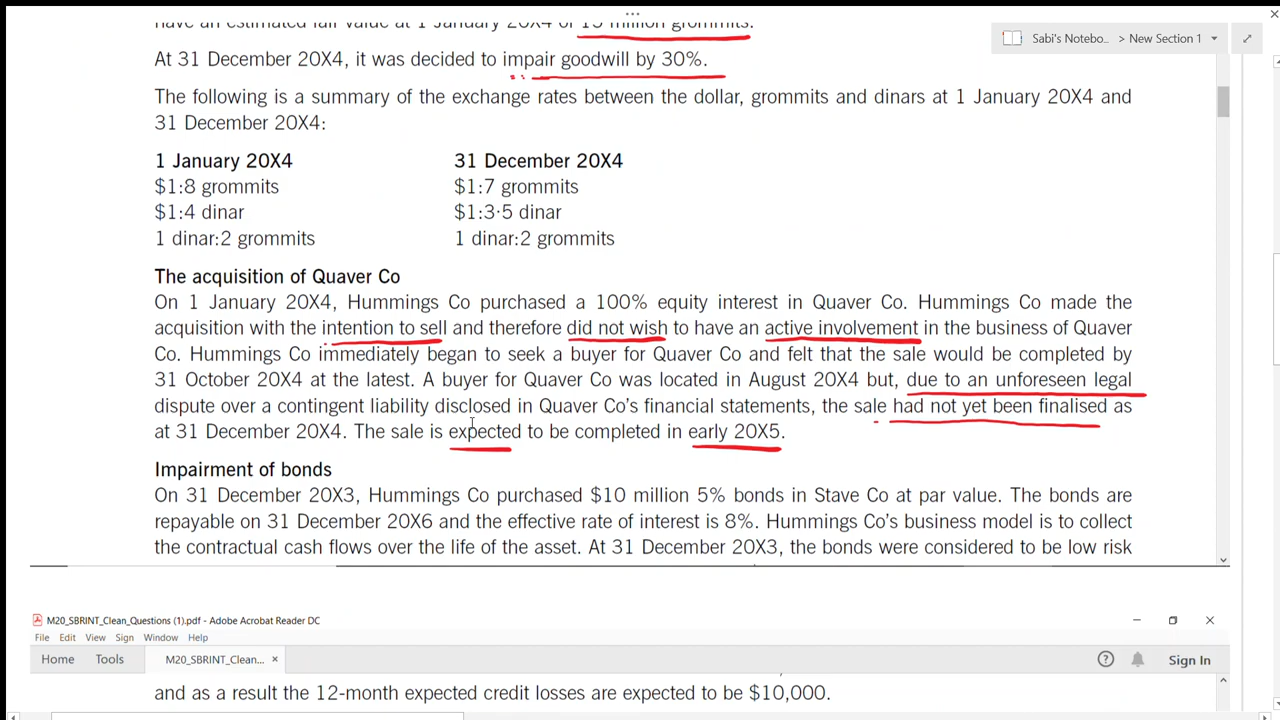 have an estimated fair value at 1 January 20X4 of 15 million grommits.
Sabi's Notebo... > New Section 1
At 31 December 20X4, it was decided to impair goodwill by 30%.
The following is a summary of the exchange rates between the dollar, grommits and dinars at 1 January 20X4 and
31 December 20X4:
1 January 20X4 31 December 20X4
$1:8 grommits $1:7 grommits
$1:4 dinar $1:3·5 dinar
1 dinar:2 grommits 1 dinar:2 grommits
The acquisition of Quaver Co
On 1 January 20X4, Hummings Co purchased a 100% equity interest in Quaver Co. Hummings Co made the
acquisition with the intention to sell and therefore did not wish to have an active involvement in the business of Quaver
Co. Hummings Co immediately began to seek a buyer for Quaver Co and felt that the sale would be completed by
31 October 20X4 at the latest. A buyer for Quaver Co was located in August 20X4 but, due to an unforeseen legal
dispute over a contingent liability disclosed in Quaver Co's financial statements, the sale had not yet been finalised as
at 31 December 20X4. The sale is expected to be completed in early 20X5.
Impairment of bonds
On 31 December 20X3, Hummings Co purchased $10 million 5% bonds in Stave Co at par value. The bonds are
repayable on 31 December 20X6 and the effective rate of interest is 8%. Hummings Co's business model is to collect
the contractual cash flows over the life of the asset. At 31 December 20X3, the bonds were considered to be low risk
M20_SBRINT_Clean_Questions (1).pdf - Adobe Acrobat Reader DC
File Edit View Sign Window Help
Home Tools M20_SBRINT_Clean... × Sign In
and as a result the 12-month expected credit losses are expected to be $10,000.